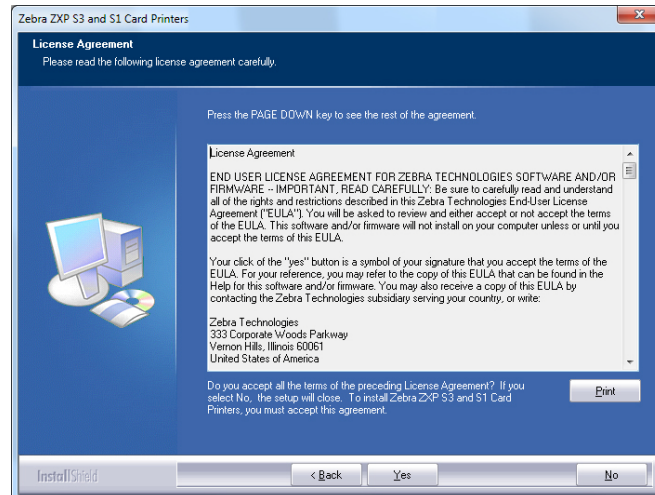 Zebra ZXP S3 and S1 Card Printers
License Agreement
Please read the following license agreement carefully.
Press the PAGE DOWN key to see the rest of the agreement.
License Agreement
END USER LICENSE AGREEMENT FOR ZEBRA TECHNOLOGIES SOFTWARE AND/OR
FIRMWARE -- IMPORTANT, READ CAREFULLY: Be sure to carefully read and understand
all of the rights and restrictions described in this Zebra Technologies End-User License
Agreement ("EULA"). You will be asked to review and either accept or not accept the terms
of the EULA. This software and/or firmware will not install on your computer unless or until you
accept the terms of this EULA.
Your click of the "yes" button is a symbol of your signature that you accept the terms of the
EULA. For your reference, you may refer to the copy of this EULA that can be found in the
Help for this software and/or firmware. You may also receive a copy of this EULA by
contacting the Zebra Technologies subsidiary serving your country, or write:
Zebra Technologies
333 Corporate Woods Parkway
Vernon Hills, Illinois 60061
United States of America
Do you accept all the terms of the preceding License Agreement? If you
select No, the setup will close. To install Zebra ZXP S3 and S1 Card
Printers, you must accept this agreement.
Print
InstallShield
< Back
Yes
No